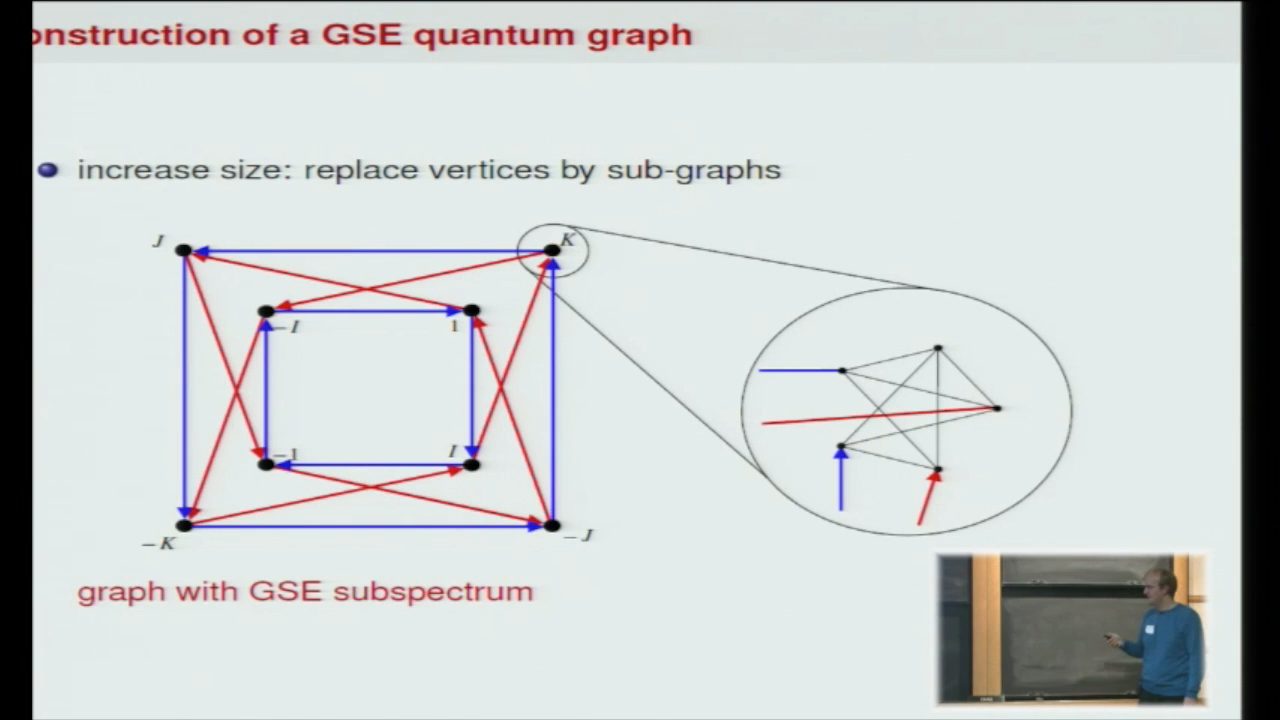 onstruction of a GSE quantum graph
increase size: replace vertices by sub-graphs
J
K
-I
1
-1
I
-K
-J
graph with GSE subspectrum